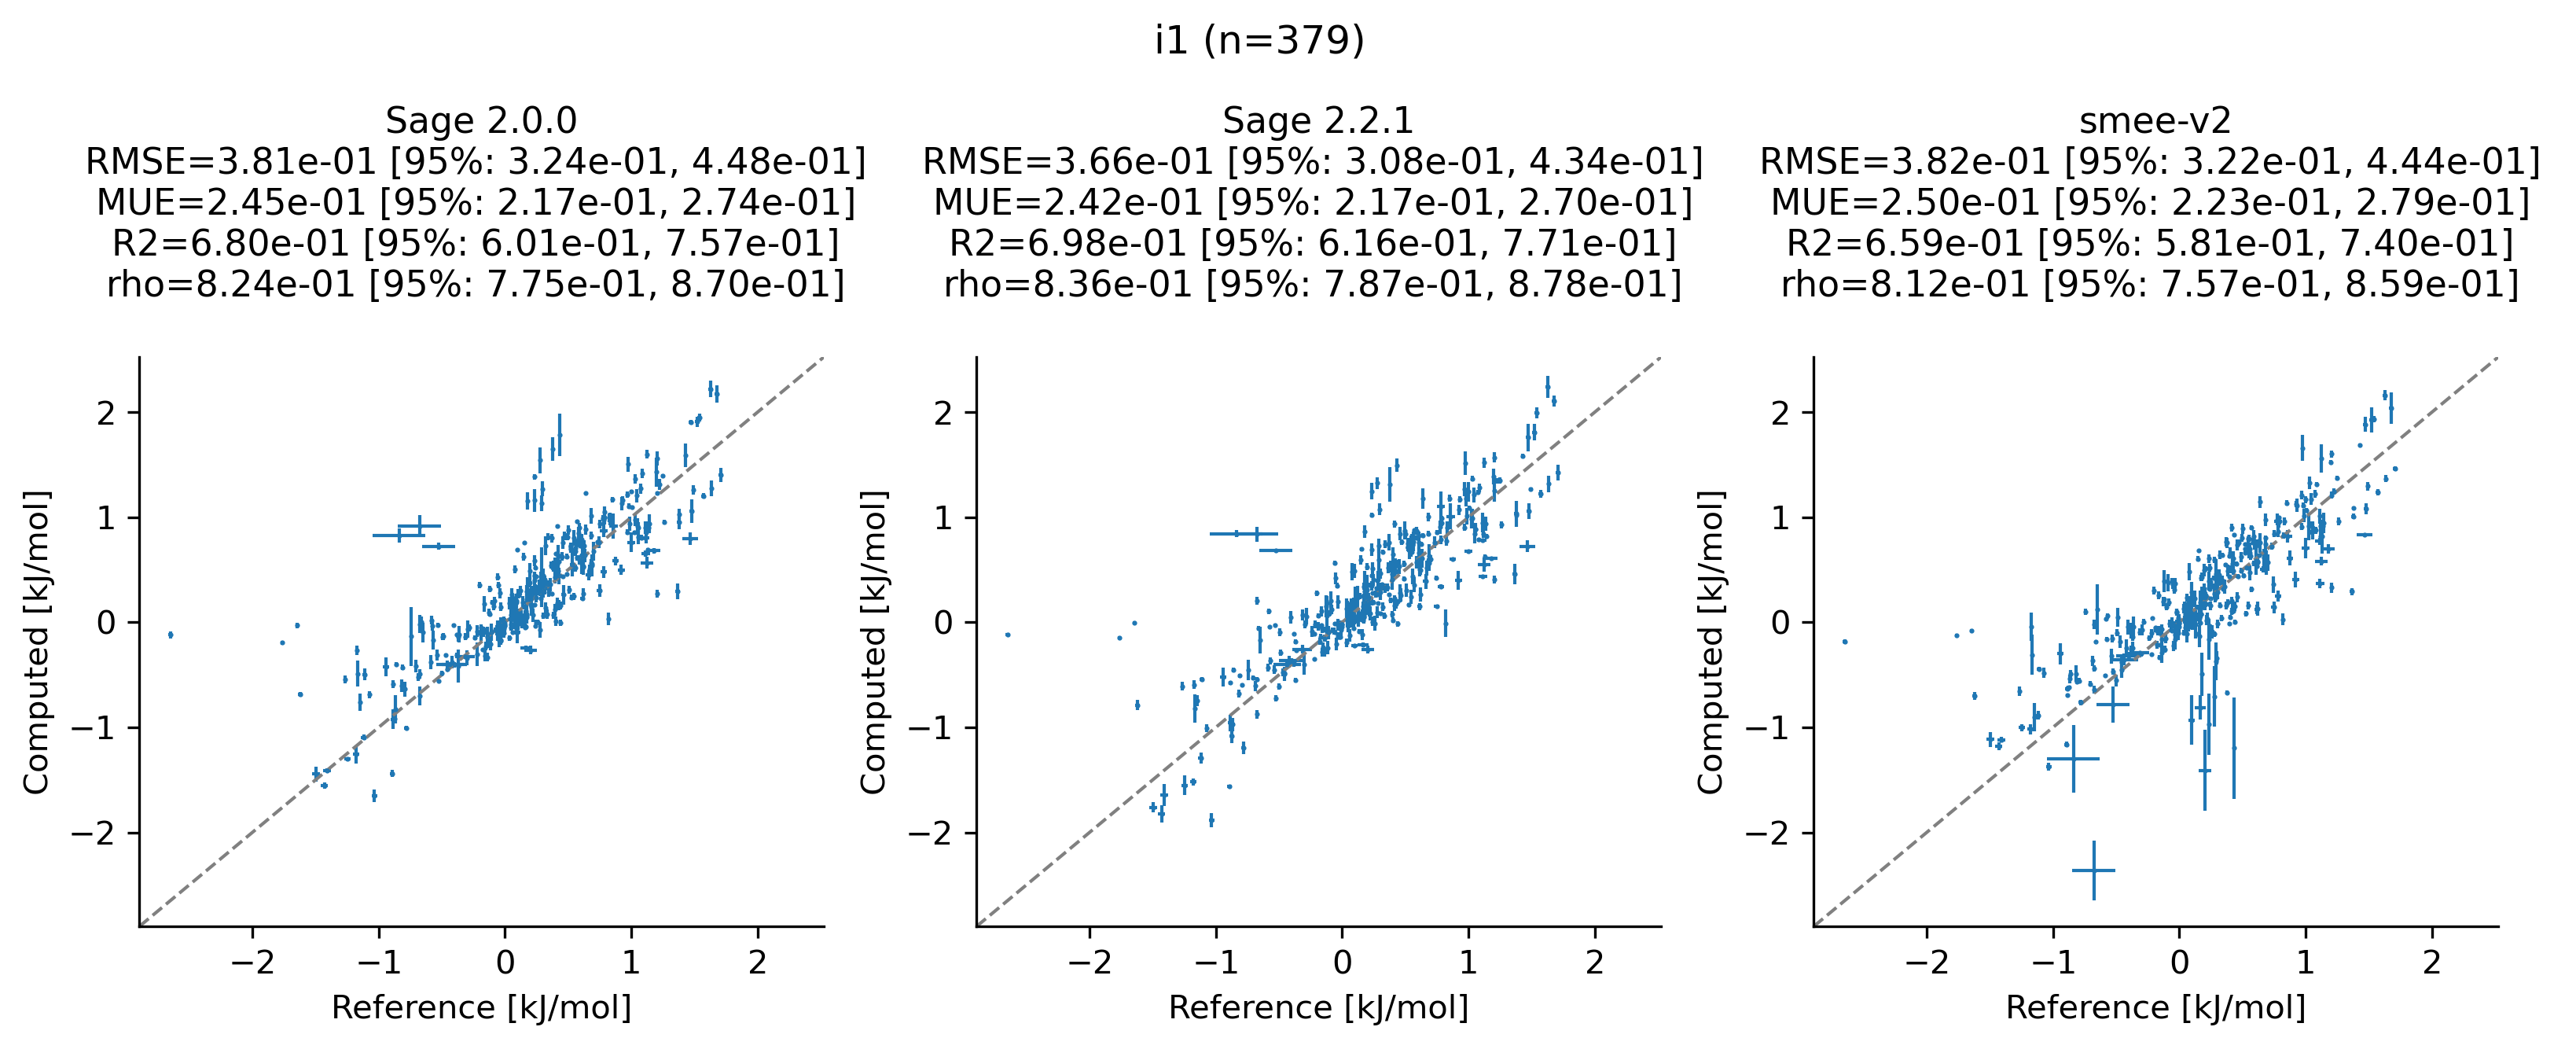 i1 (n=379)
Sage 2.0.0
RMSE=3.81e-01 [95%: 3.24e-01, 4.48e-01]
MUE=2.45e-01 [95%: 2.17e-01, 2.74e-01]
R2=6.80e-01 [95%: 6.01e-01, 7.57e-01]
rho=8.24e-01 [95%: 7.75e-01, 8.70e-01]
2
1
0
−1
−2
Computed [kJ/mol]
−2 −1 0 1 2
Reference [kJ/mol]
Sage 2.2.1
RMSE=3.66e-01 [95%: 3.08e-01, 4.34e-01]
MUE=2.42e-01 [95%: 2.17e-01, 2.70e-01]
R2=6.98e-01 [95%: 6.16e-01, 7.71e-01]
rho=8.36e-01 [95%: 7.87e-01, 8.78e-01]
2
1
0
−1
−2
Computed [kJ/mol]
−2 −1 0 1 2
Reference [kJ/mol]
smee-v2
RMSE=3.82e-01 [95%: 3.22e-01, 4.44e-01]
MUE=2.50e-01 [95%: 2.23e-01, 2.79e-01]
R2=6.59e-01 [95%: 5.81e-01, 7.40e-01]
rho=8.12e-01 [95%: 7.57e-01, 8.59e-01]
2
1
0
−1
−2
Computed [kJ/mol]
−2 −1 0 1 2
Reference [kJ/mol]